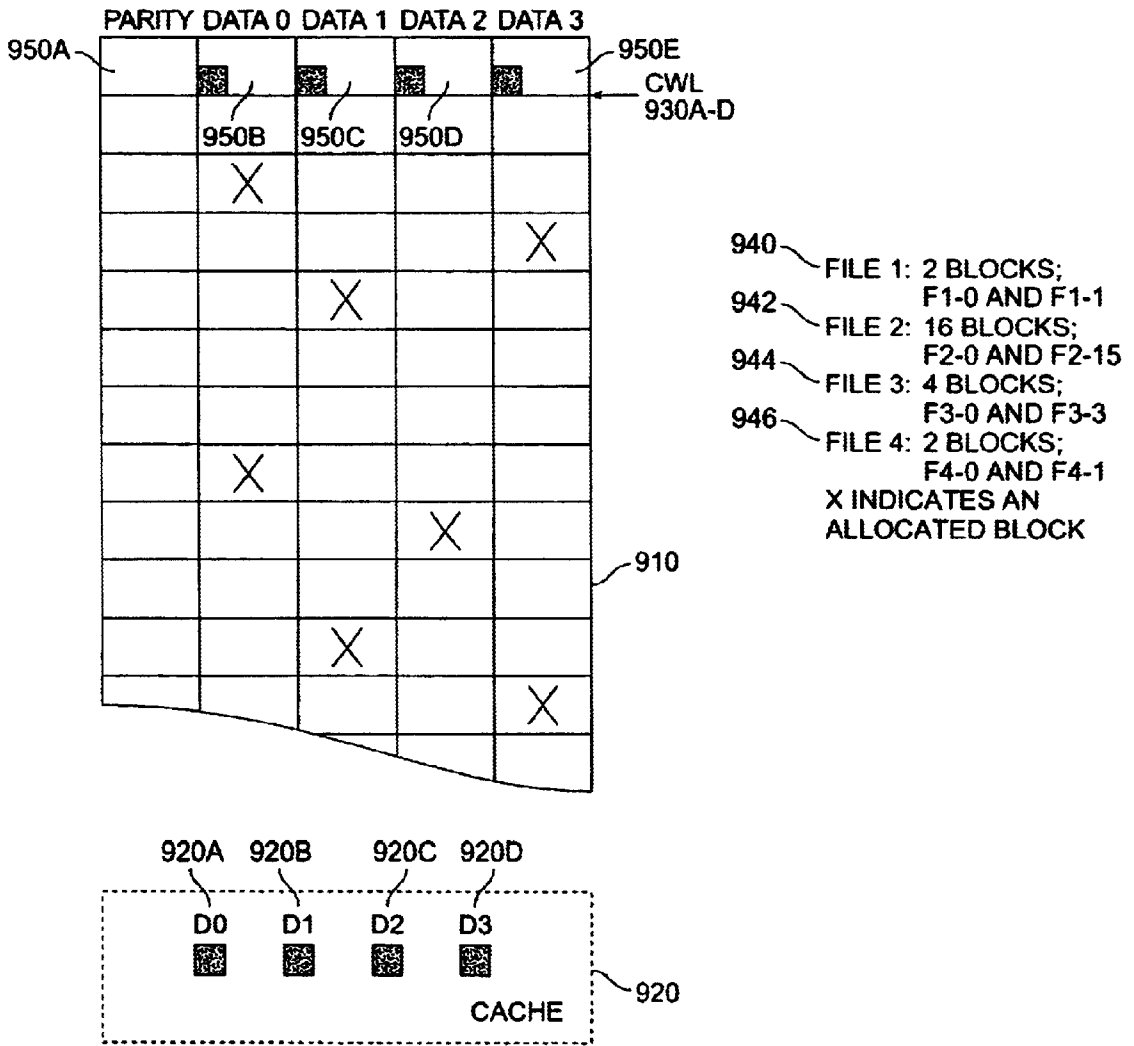 PARITY DATA 0 DATA 1 DATA 2 DATA 3
950A
950E
CWL
930A-D
950B 950C 950D
X
X
X
X
X
X
X
940
FILE 1: 2 BLOCKS;
F1-0 AND F1-1
942
FILE 2: 16 BLOCKS;
F2-0 AND F2-15
944
FILE 3: 4 BLOCKS;
F3-0 AND F3-3
946
FILE 4: 2 BLOCKS;
F4-0 AND F4-1
X INDICATES AN
ALLOCATED BLOCK
910
920A 920B 920C 920D
D0 D1 D2 D3
CACHE
920